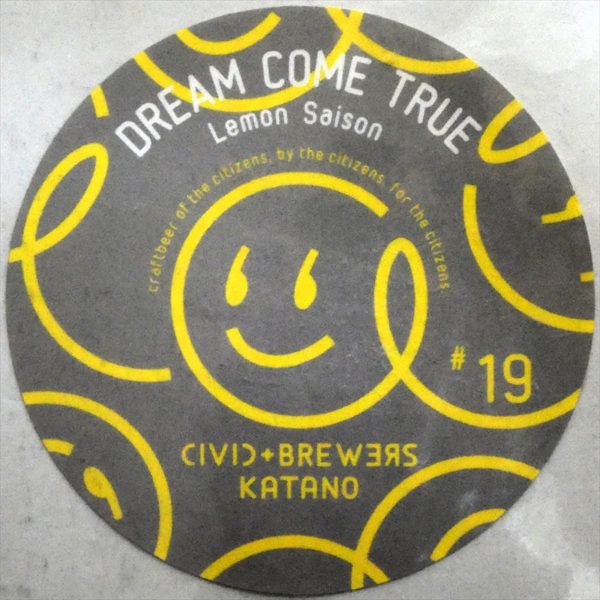 DREAM COME TRUE
Lemon Saison
craftbeer of the citizens, by the citizens, for the citizens.
#19
CIVIC+BREWERS
KATANO